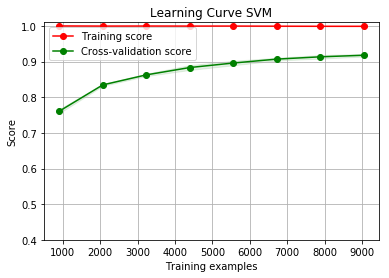 Learning Curve SVM
1.0
Training score
Cross-validation score
0.9
0.8
0.7
0.6
0.5
0.4
Score
1000 2000 3000 4000 5000 6000 7000 8000 9000
Training examples